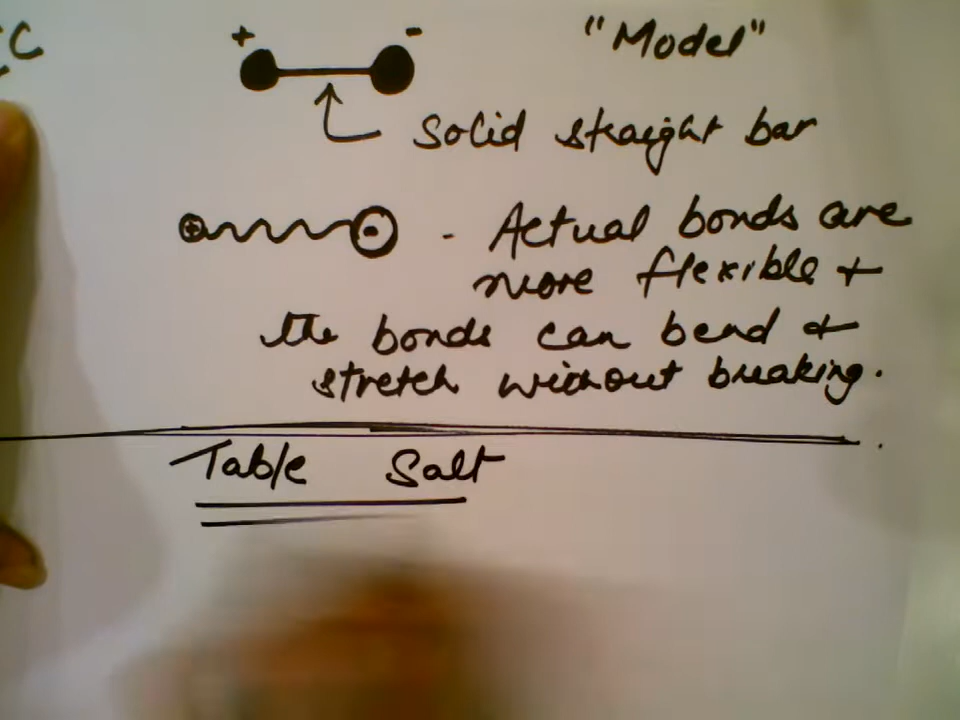 "Model"
+ -
solid straight bar
+ - - Actual bonds are
more flexible +
the bonds can bend +
stretch without breaking.
Table Salt